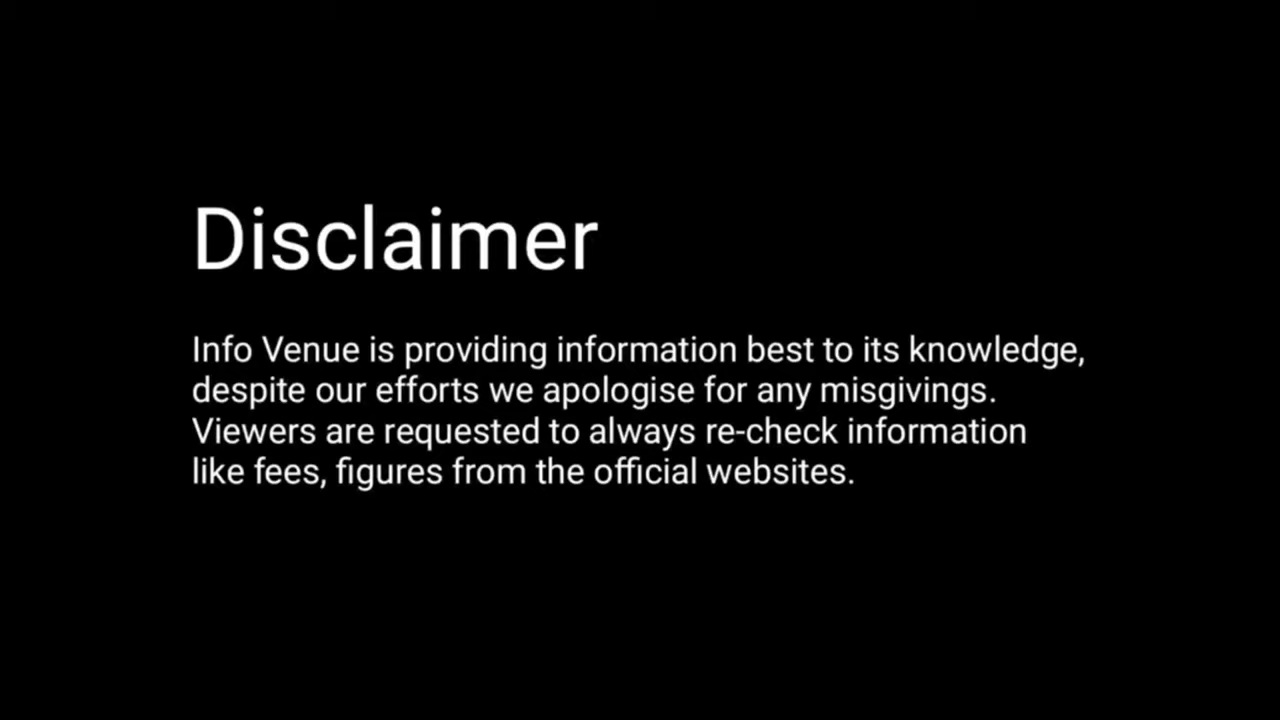 Disclaimer
Info Venue is providing information best to its knowledge,
despite our efforts we apologise for any misgivings.
Viewers are requested to always re-check information
like fees, figures from the official websites.